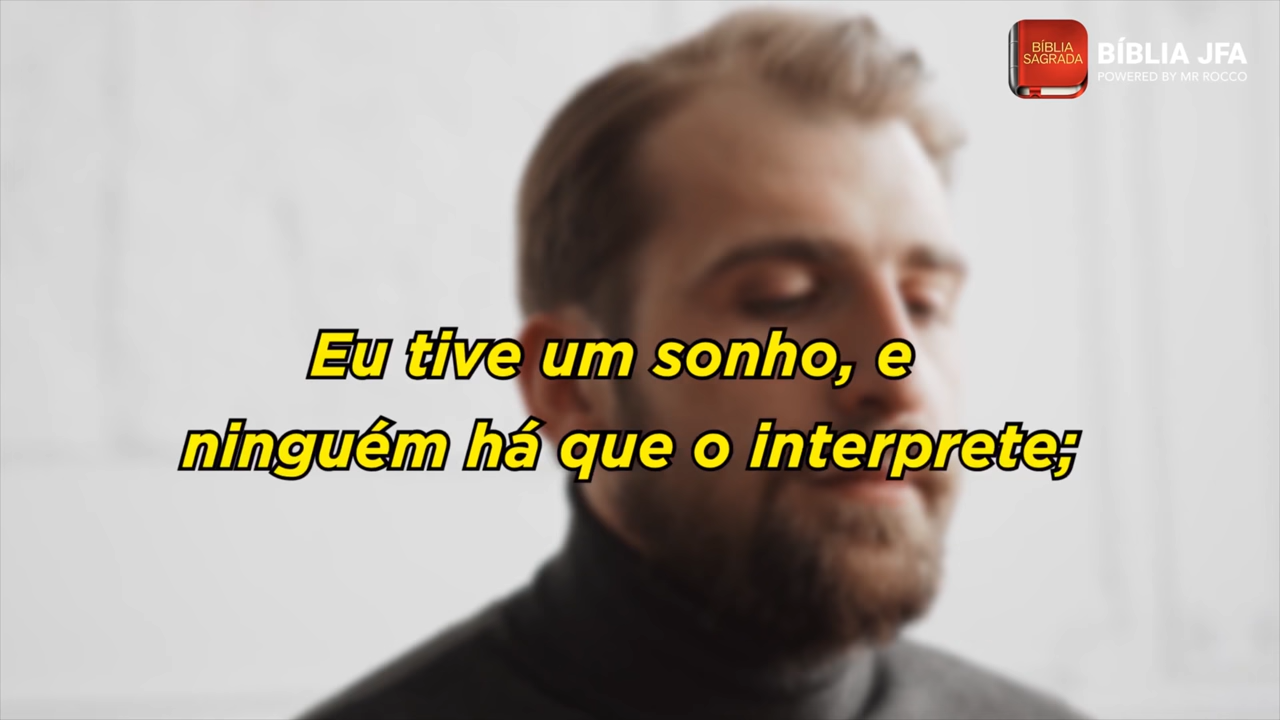 BÍBLIA
SAGRADA
BÍBLIA JFA
POWERED BY MR ROCCO
Eu tive um sonho, e
ninguém há que o interprete;